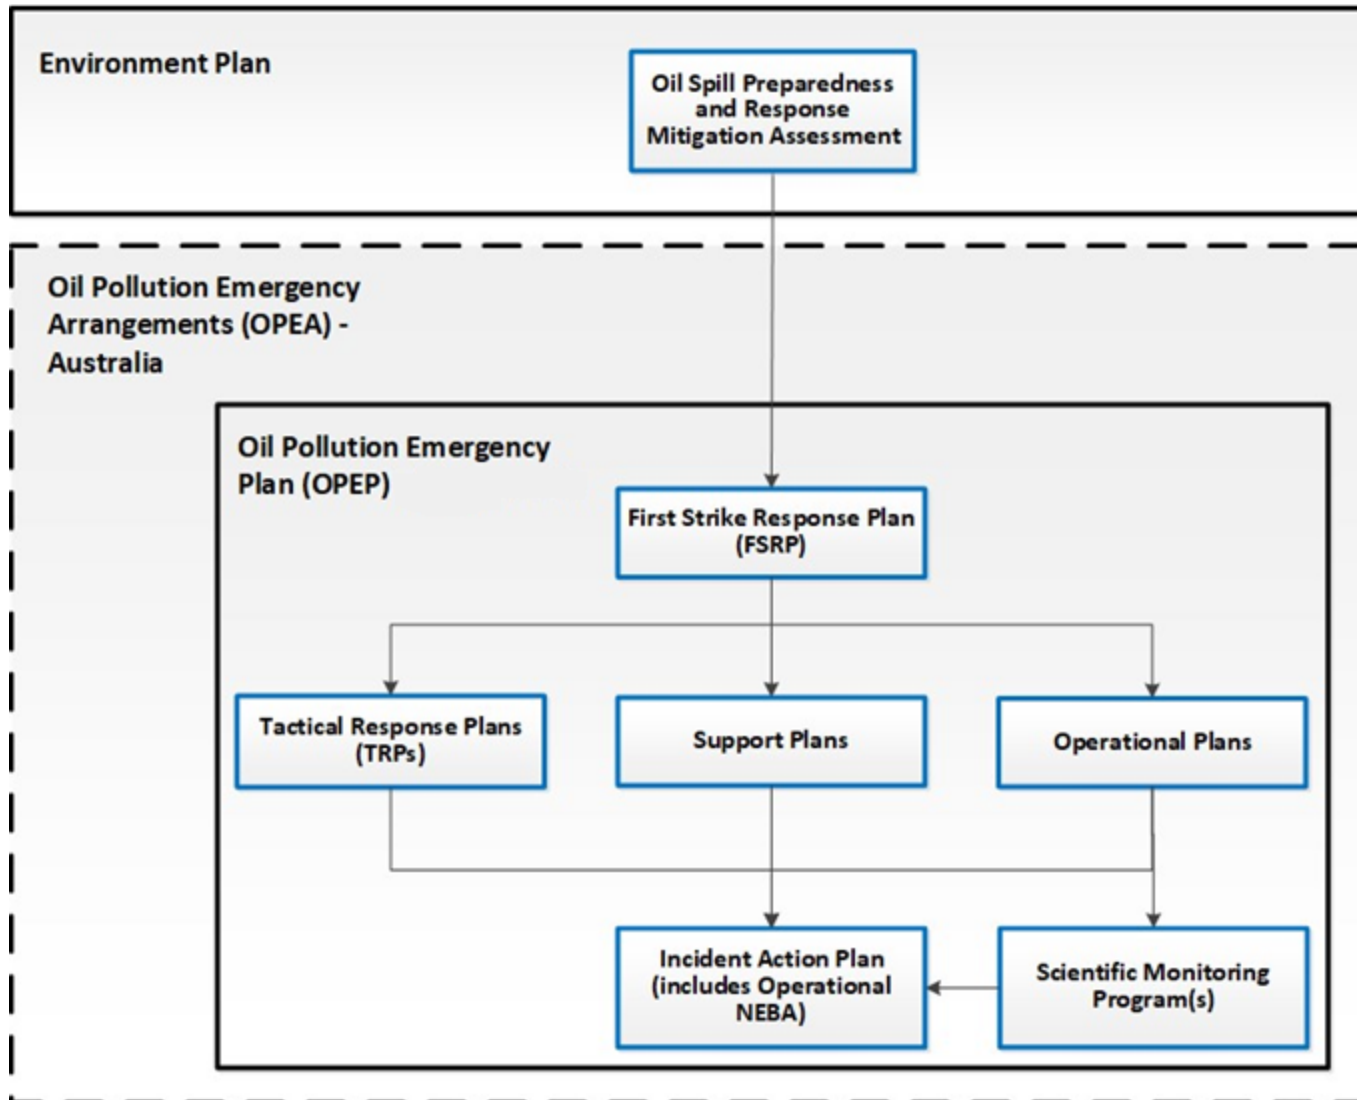 Environment Plan
Oil Spill Preparedness
and Response
Mitigation Assessment
Oil Pollution Emergency
Arrangements (OPEA) -
Australia
Oil Pollution Emergency
Plan (OPEP)
First Strike Response Plan
(FSRP)
Tactical Response Plans
(TRPs)
Support Plans
Operational Plans
Incident Action Plan
(includes Operational
NEBA)
Scientific Monitoring
Program(s)